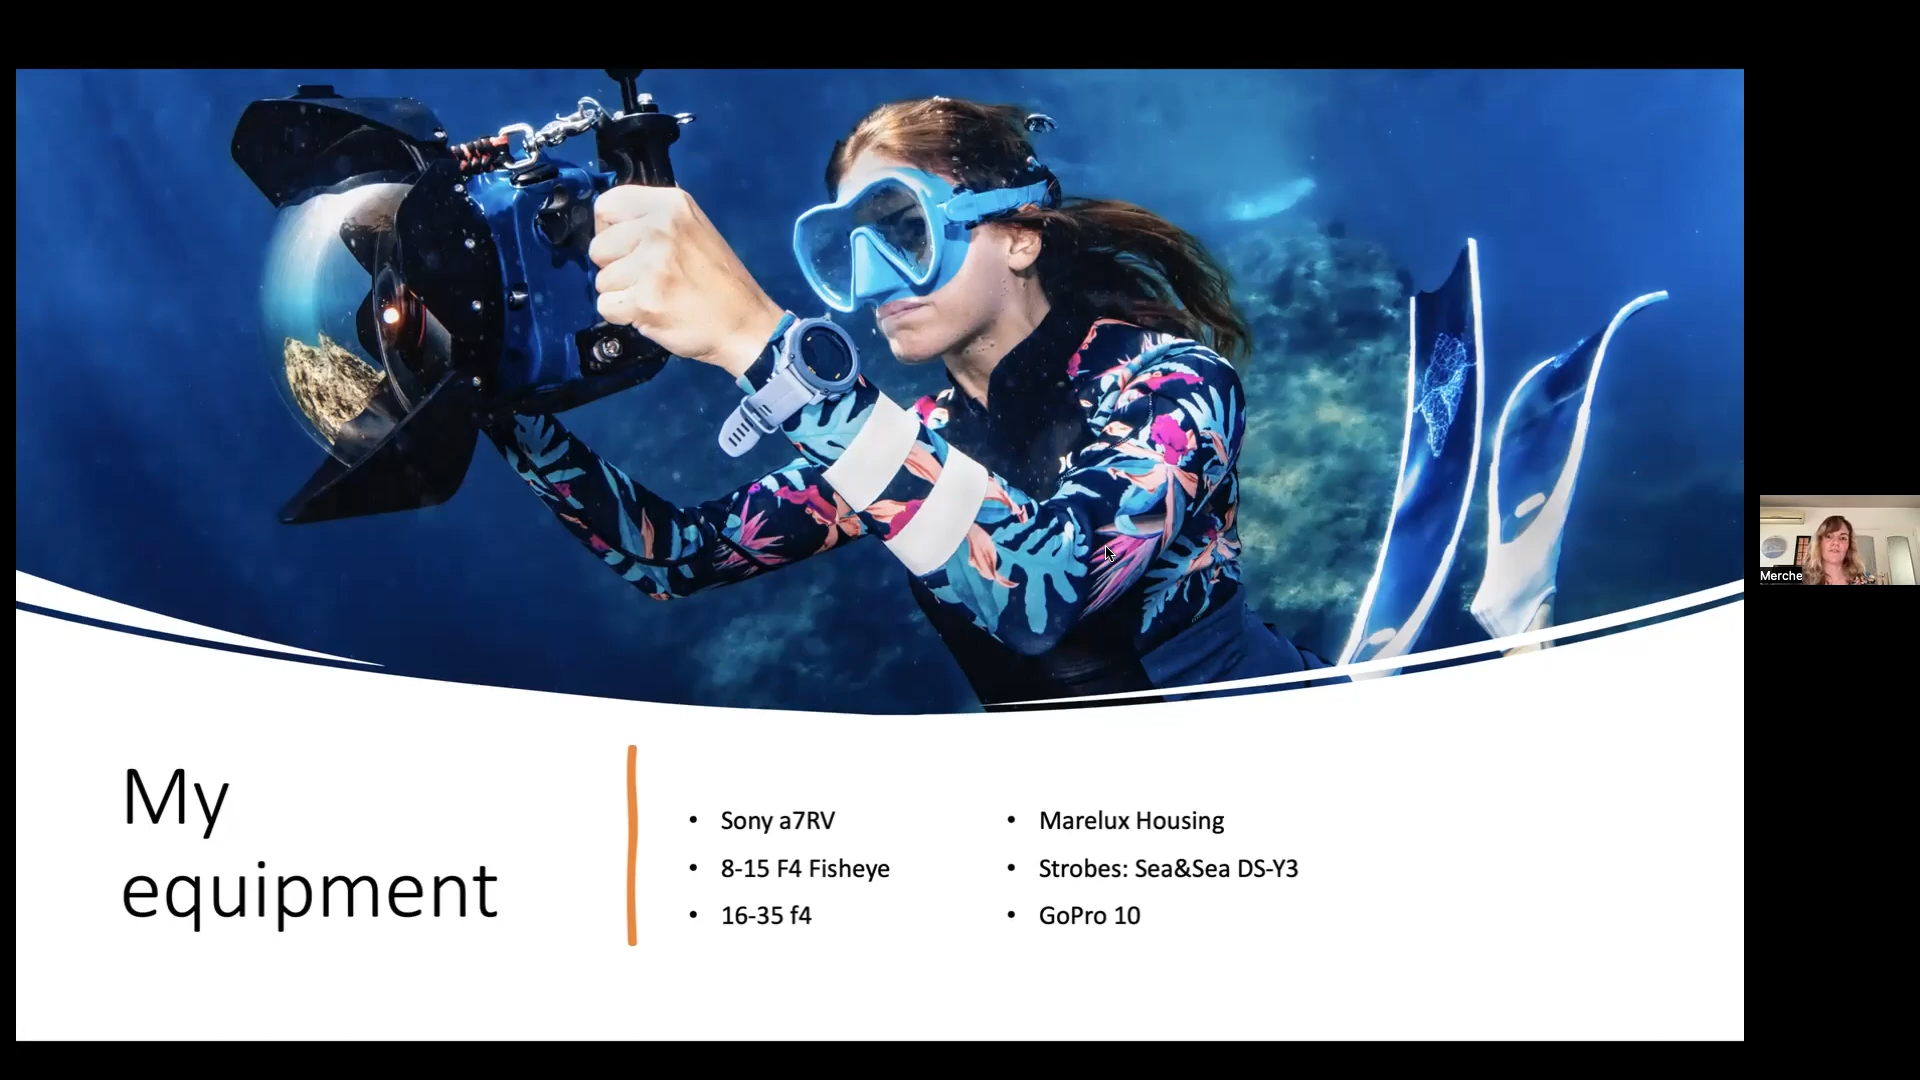 My
equipment
• Sony a7RV
• 8-15 F4 Fisheye
• 16-35 f4
• Marelux Housing
• Strobes: Sea&Sea DS-Y3
• GoPro 10
Merche